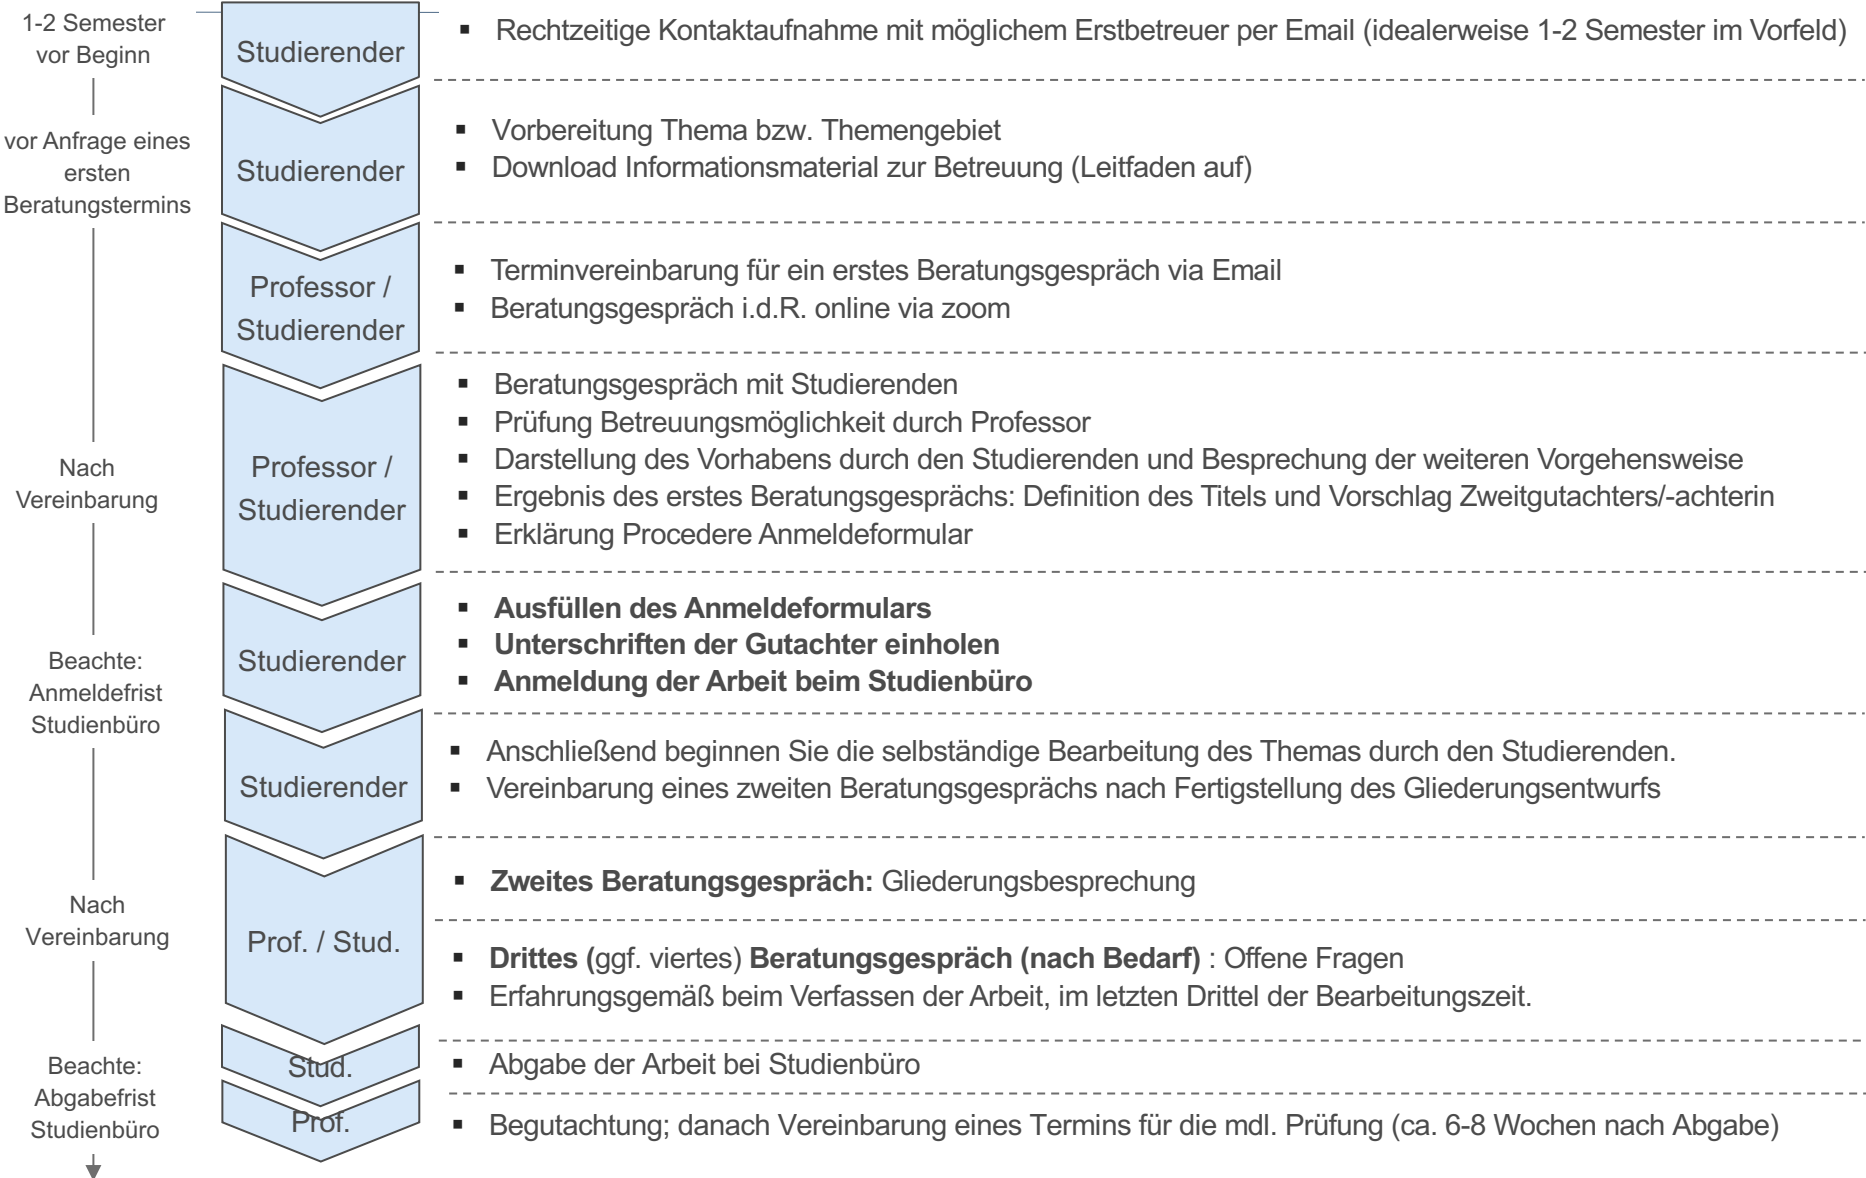 1-2 Semester
vor Beginn
Studierender
▪ Rechtzeitige Kontaktaufnahme mit möglichem Erstbetreuer per Email (idealerweise 1-2 Semester im Vorfeld)
vor Anfrage eines
ersten
Beratungstermins
Studierender
▪ Vorbereitung Thema bzw. Themengebiet
▪ Download Informationsmaterial zur Betreuung (Leitfaden auf)
Professor /
Studierender
▪ Terminvereinbarung für ein erstes Beratungsgespräch via Email
▪ Beratungsgespräch i.d.R. online via zoom
Nach
Vereinbarung
Professor /
Studierender
▪ Beratungsgespräch mit Studierenden
▪ Prüfung Betreuungsmöglichkeit durch Professor
▪ Darstellung des Vorhabens durch den Studierenden und Besprechung der weiteren Vorgehensweise
▪ Ergebnis des erstes Beratungsgesprächs: Definition des Titels und Vorschlag Zweitgutachters/-achterin
▪ Erklärung Procedere Anmeldeformular
Beachte:
Anmeldefrist
Studienbüro
Studierender
▪ Ausfüllen des Anmeldeformulars
▪ Unterschriften der Gutachter einholen
▪ Anmeldung der Arbeit beim Studienbüro
Studierender
▪ Anschließend beginnen Sie die selbständige Bearbeitung des Themas durch den Studierenden.
▪ Vereinbarung eines zweiten Beratungsgesprächs nach Fertigstellung des Gliederungsentwurfs
Nach
Vereinbarung
Prof. / Stud.
▪ Zweites Beratungsgespräch: Gliederungsbesprechung
▪ Drittes (ggf. viertes) Beratungsgespräch (nach Bedarf) : Offene Fragen
▪ Erfahrungsgemäß beim Verfassen der Arbeit, im letzten Drittel der Bearbeitungszeit.
Beachte:
Abgabefrist
Studienbüro
Stud.
▪ Abgabe der Arbeit bei Studienbüro
Prof.
▪ Begutachtung; danach Vereinbarung eines Termins für die mdl. Prüfung (ca. 6-8 Wochen nach Abgabe)